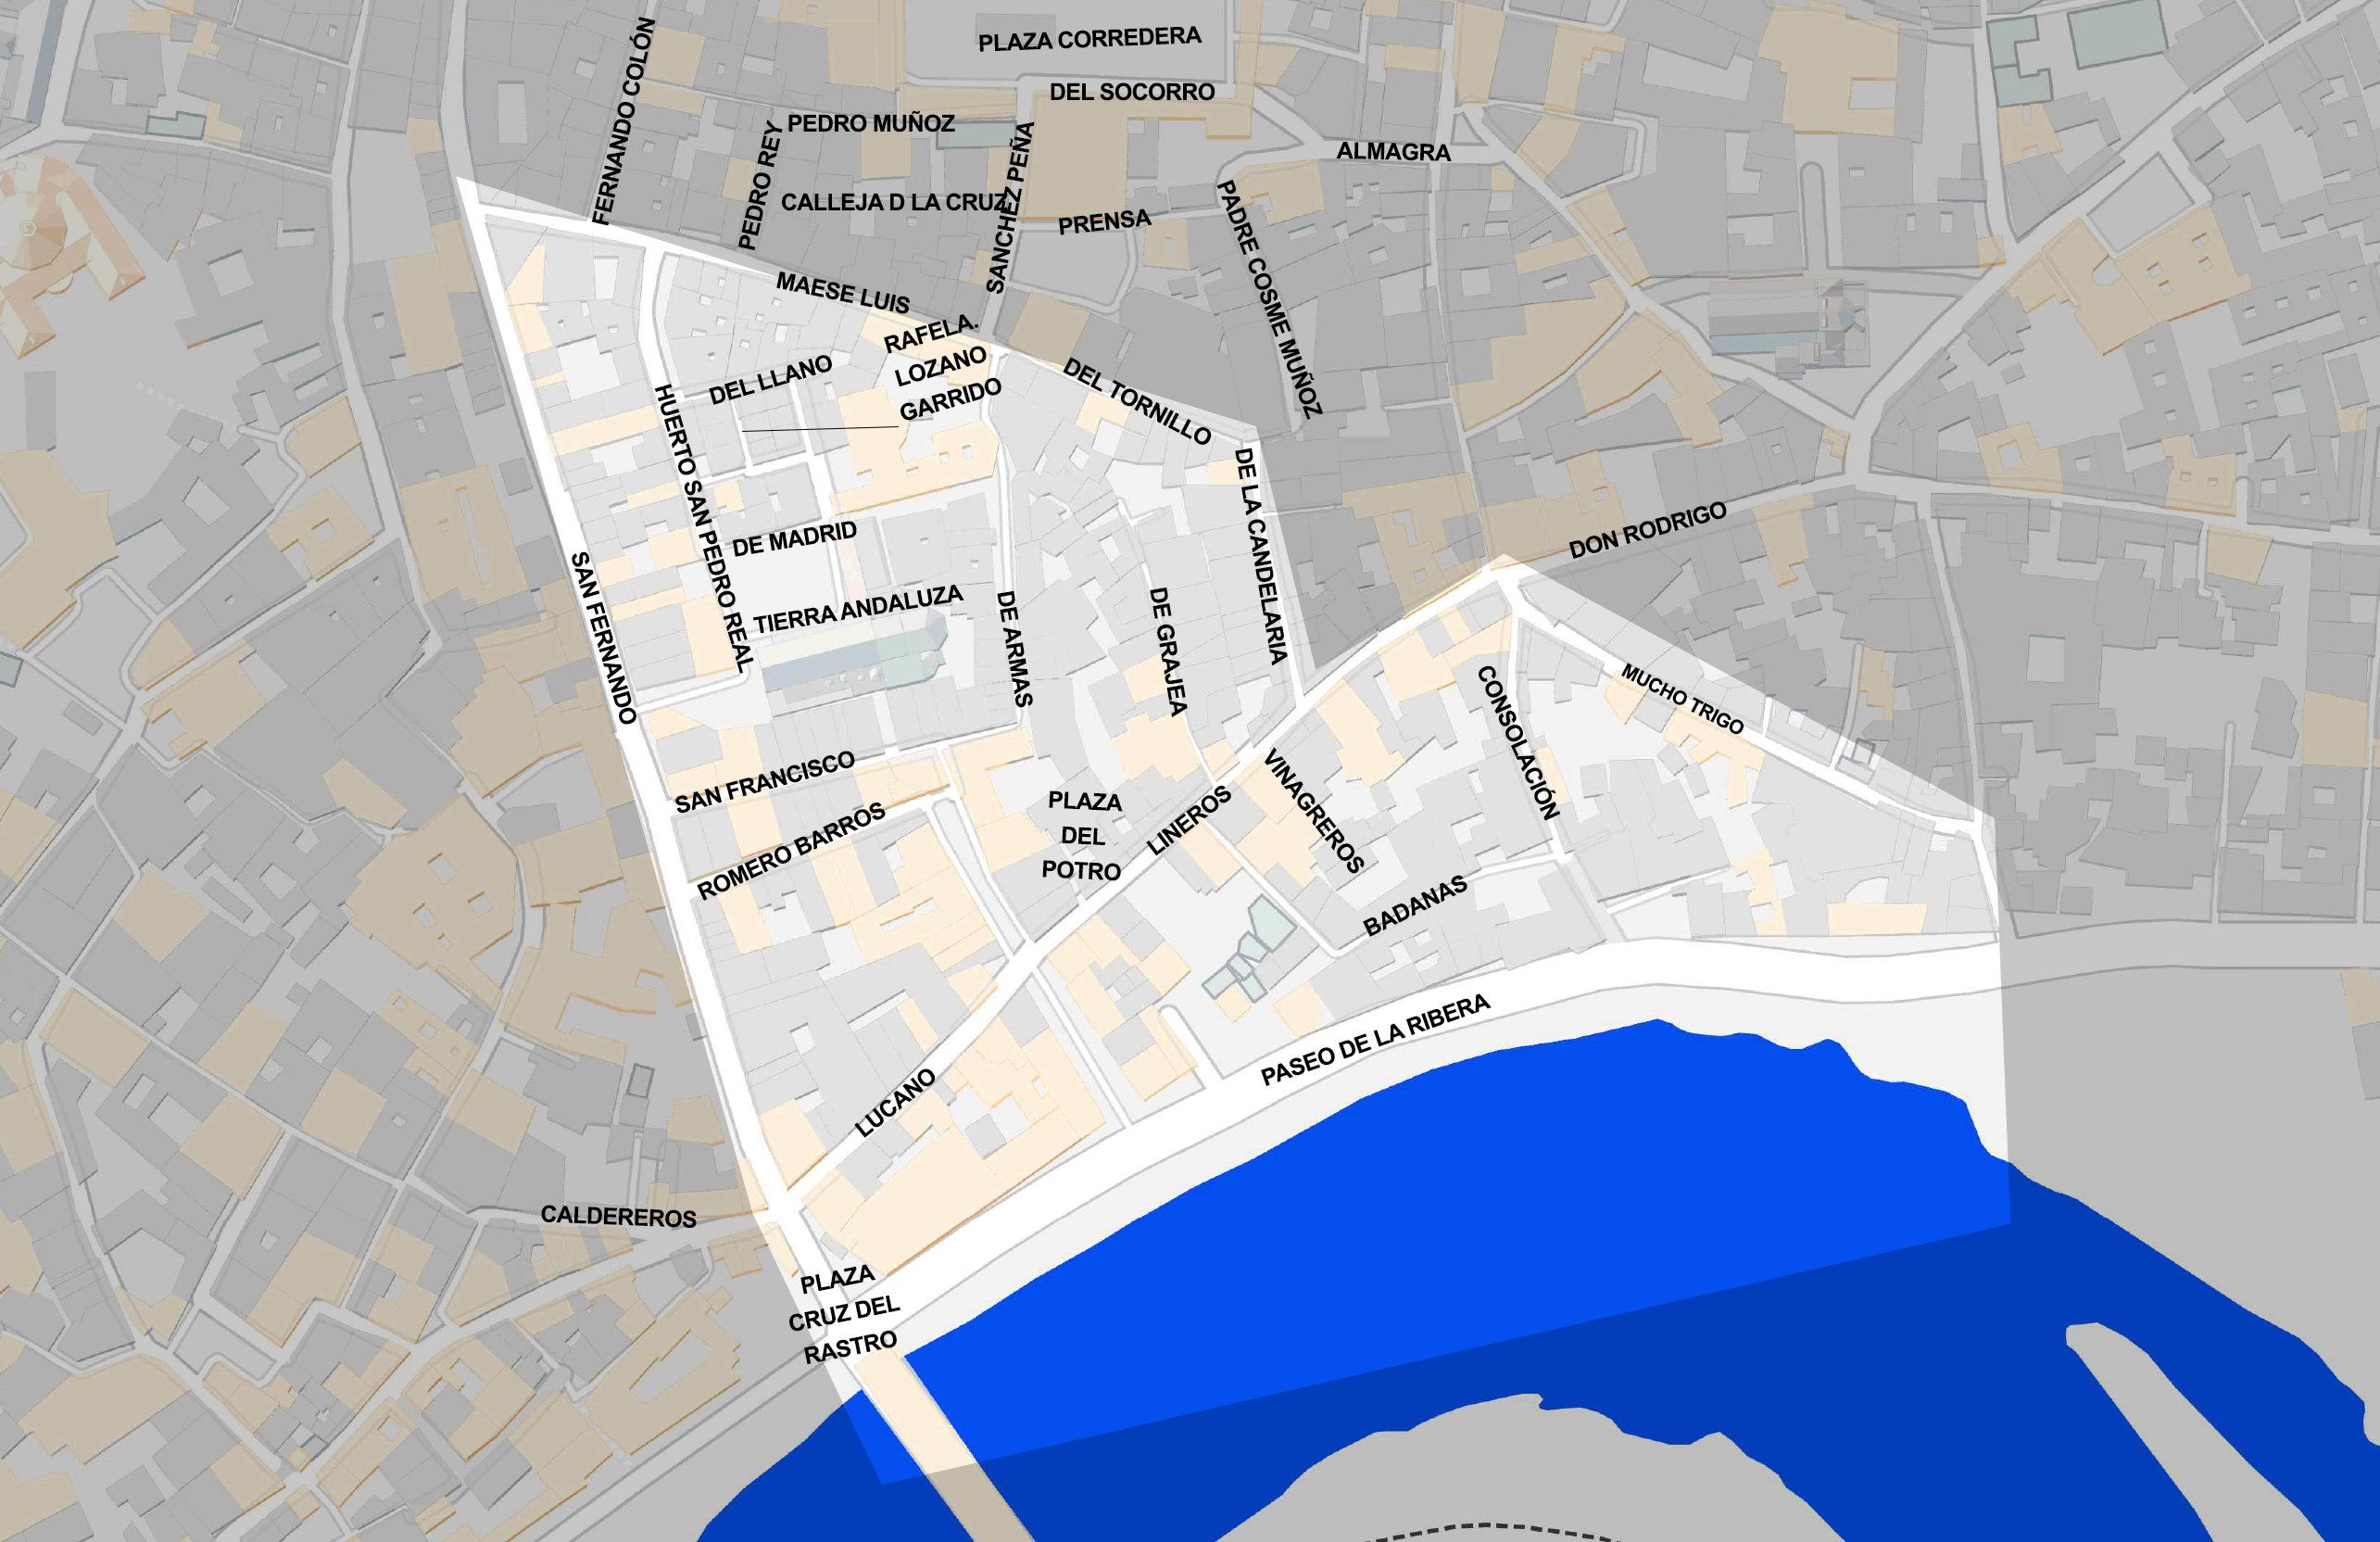 PLAZA CORREDERA
FERNANDO COLÓN
DEL SOCORRO
PEDRO MUÑOZ
PEDRO REY
SANCHEZ PEÑA
ALMAGRA
CALLEJA D LA CRUZ
PRENSA
PADRE COSME MUÑOZ
MAESE LUIS
RAFELA.
LOZANO
GARRIDO
DEL LLANO
DEL TORNILLO
HUERTO SAN PEDRO REAL
DE LA CANDELARIA
DE MADRID
DON RODRIGO
SAN FERNANDO
TIERRA ANDALUZA
DE ARMAS
DE GRAJEA
CONSOLACIÓN
MUCHO TRIGO
SAN FRANCISCO
ROMERO BARROS
PLAZA
DEL
POTRO
LINEROS
VINAGREROS
BADANAS
PASEO DE LA RIBERA
LUCANO
CALDEREROS
PLAZA
CRUZ DEL
RASTRO